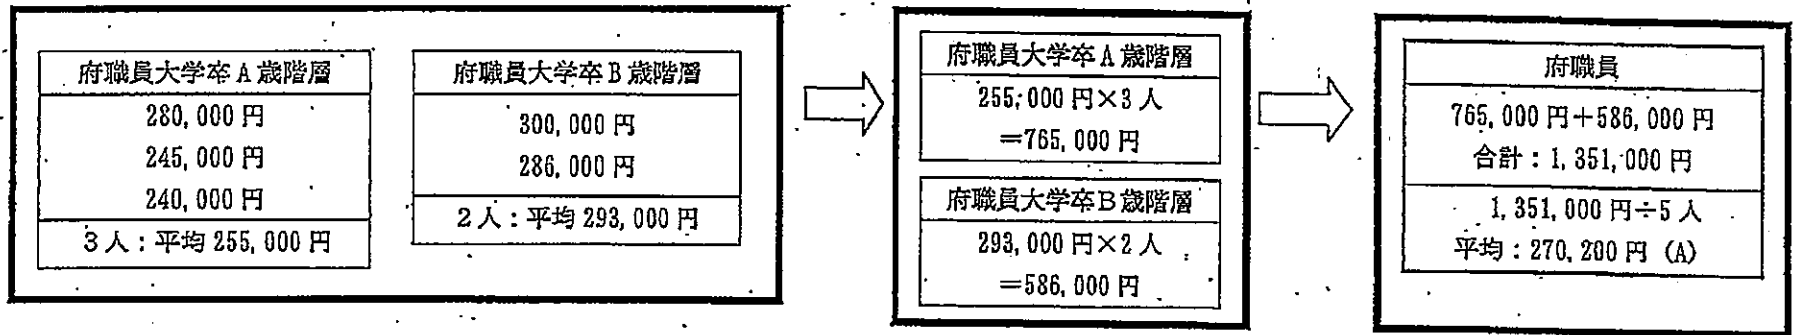 府職員大学卒A歳階層
280,000円
245,000円
240,000円
3人：平均255,000円
府職員大学卒B歳階層
300,000円
286,000円
2人：平均293,000円
府職員大学卒A歳階層
255,000円×3人
＝765,000円
府職員大学卒B歳階層
293,000円×2人
＝586,000円
府職員
765,000円＋586,000円
合計：1,351,000円
1,351,000円÷5人
平均：270,200円（A）